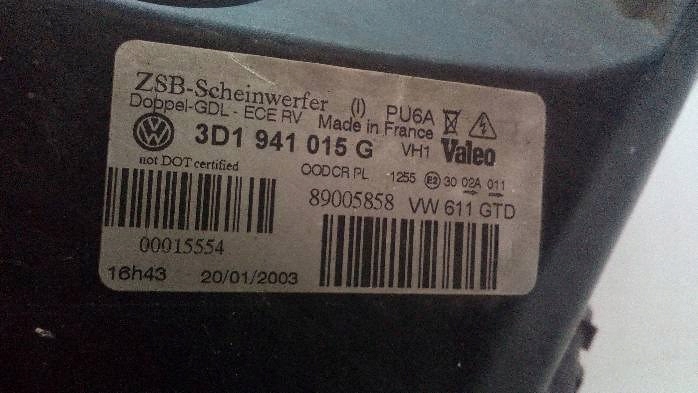 ZSB-Scheinwerfer (l) PU6A
Doppel-GDL - ECE RV Made in France
3D1 941 015 G VH1 Valeo
not DOT certified OODCR PL 1255 E2 30 02A 011
89005858 VW 611 GTD
00015554
16h43 20/01/2003